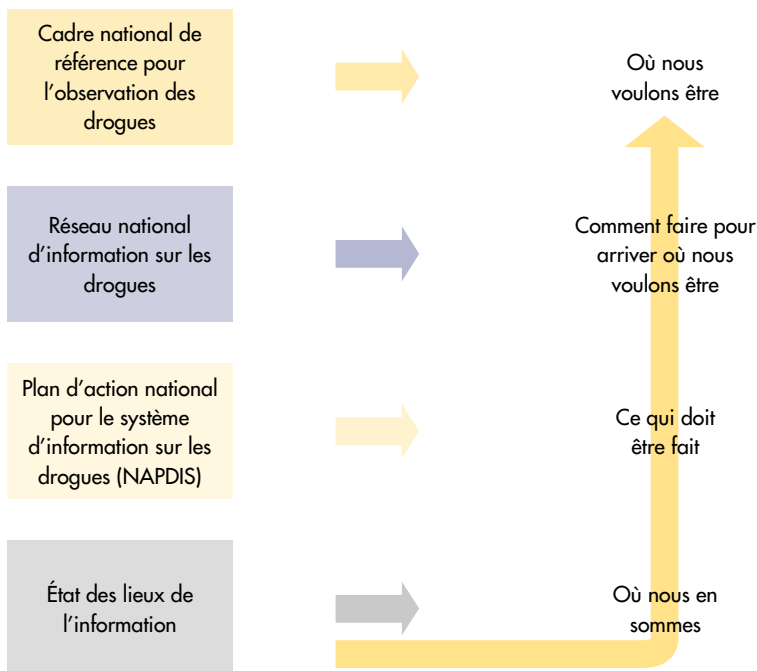 Cadre national de
référence pour
l’observation des
drogues
Où nous
voulons être
Réseau national
d’information sur les
drogues
Comment faire pour
arriver où nous
voulons être
Plan d’action national
pour le système
d’information sur les
drogues (NAPDIS)
Ce qui doit
être fait
État des lieux de
l’information
Où nous en
sommes